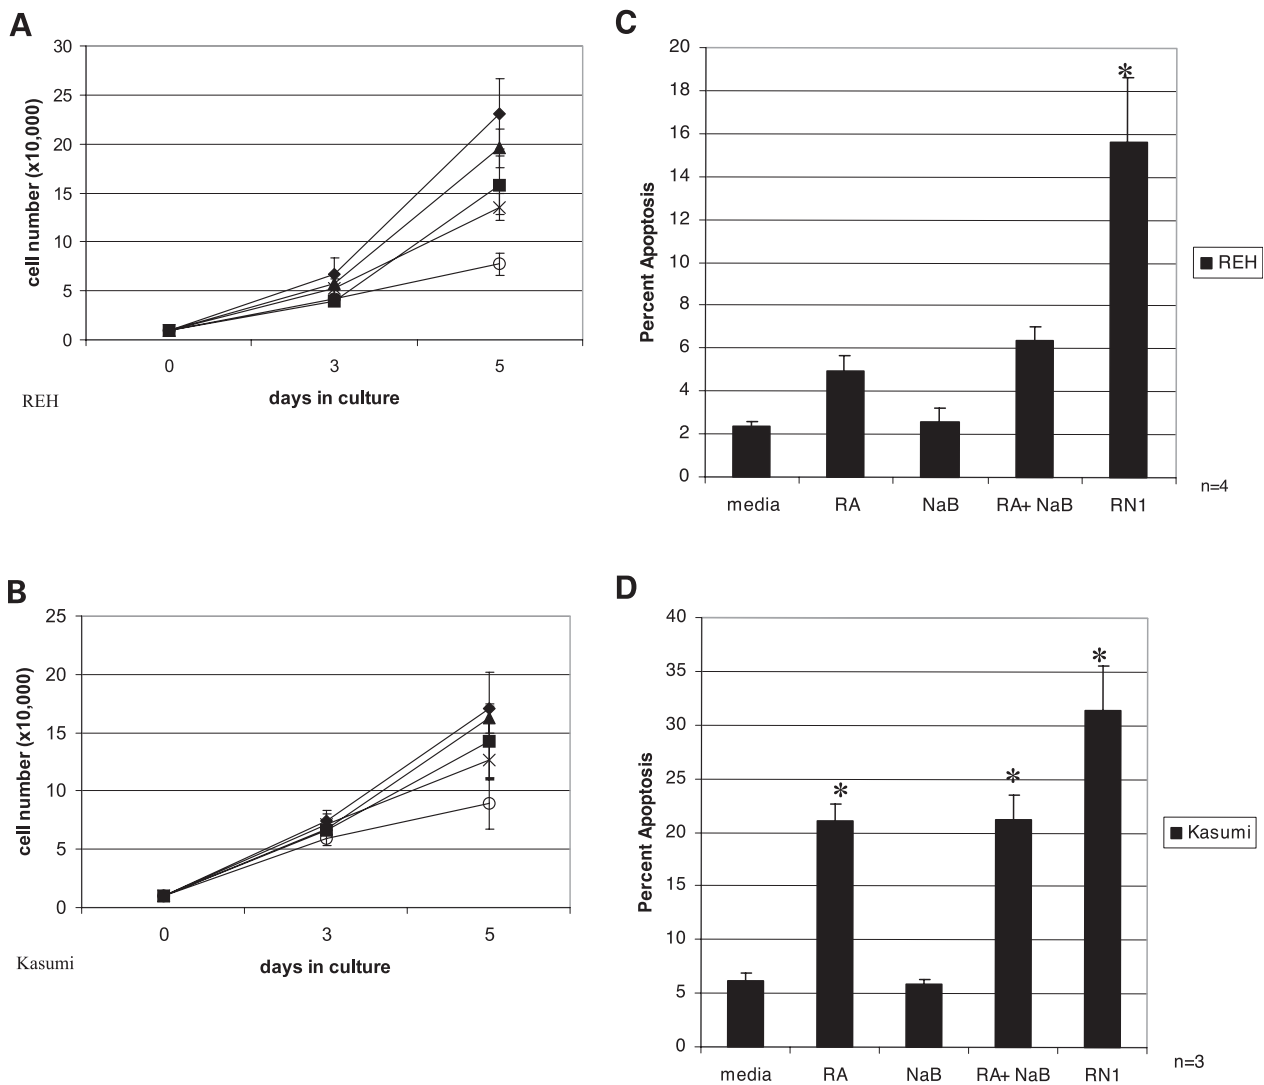 A
30
25
20
15
10
5
0
cell number (x10,000)
0 3 5
days in culture
REH
C
20
18
16
14
12
10
8
6
4
2
0
Percent Apoptosis
*
media RA NaB RA+ NaB RN1
REH
n=4
B
25
20
15
10
5
0
cell number (x10,000)
0 3 5
days in culture
Kasumi
D
40
35
30
25
20
15
10
5
0
Percent Apoptosis
* * *
media RA NaB RA+ NaB RN1
Kasumi
n=3